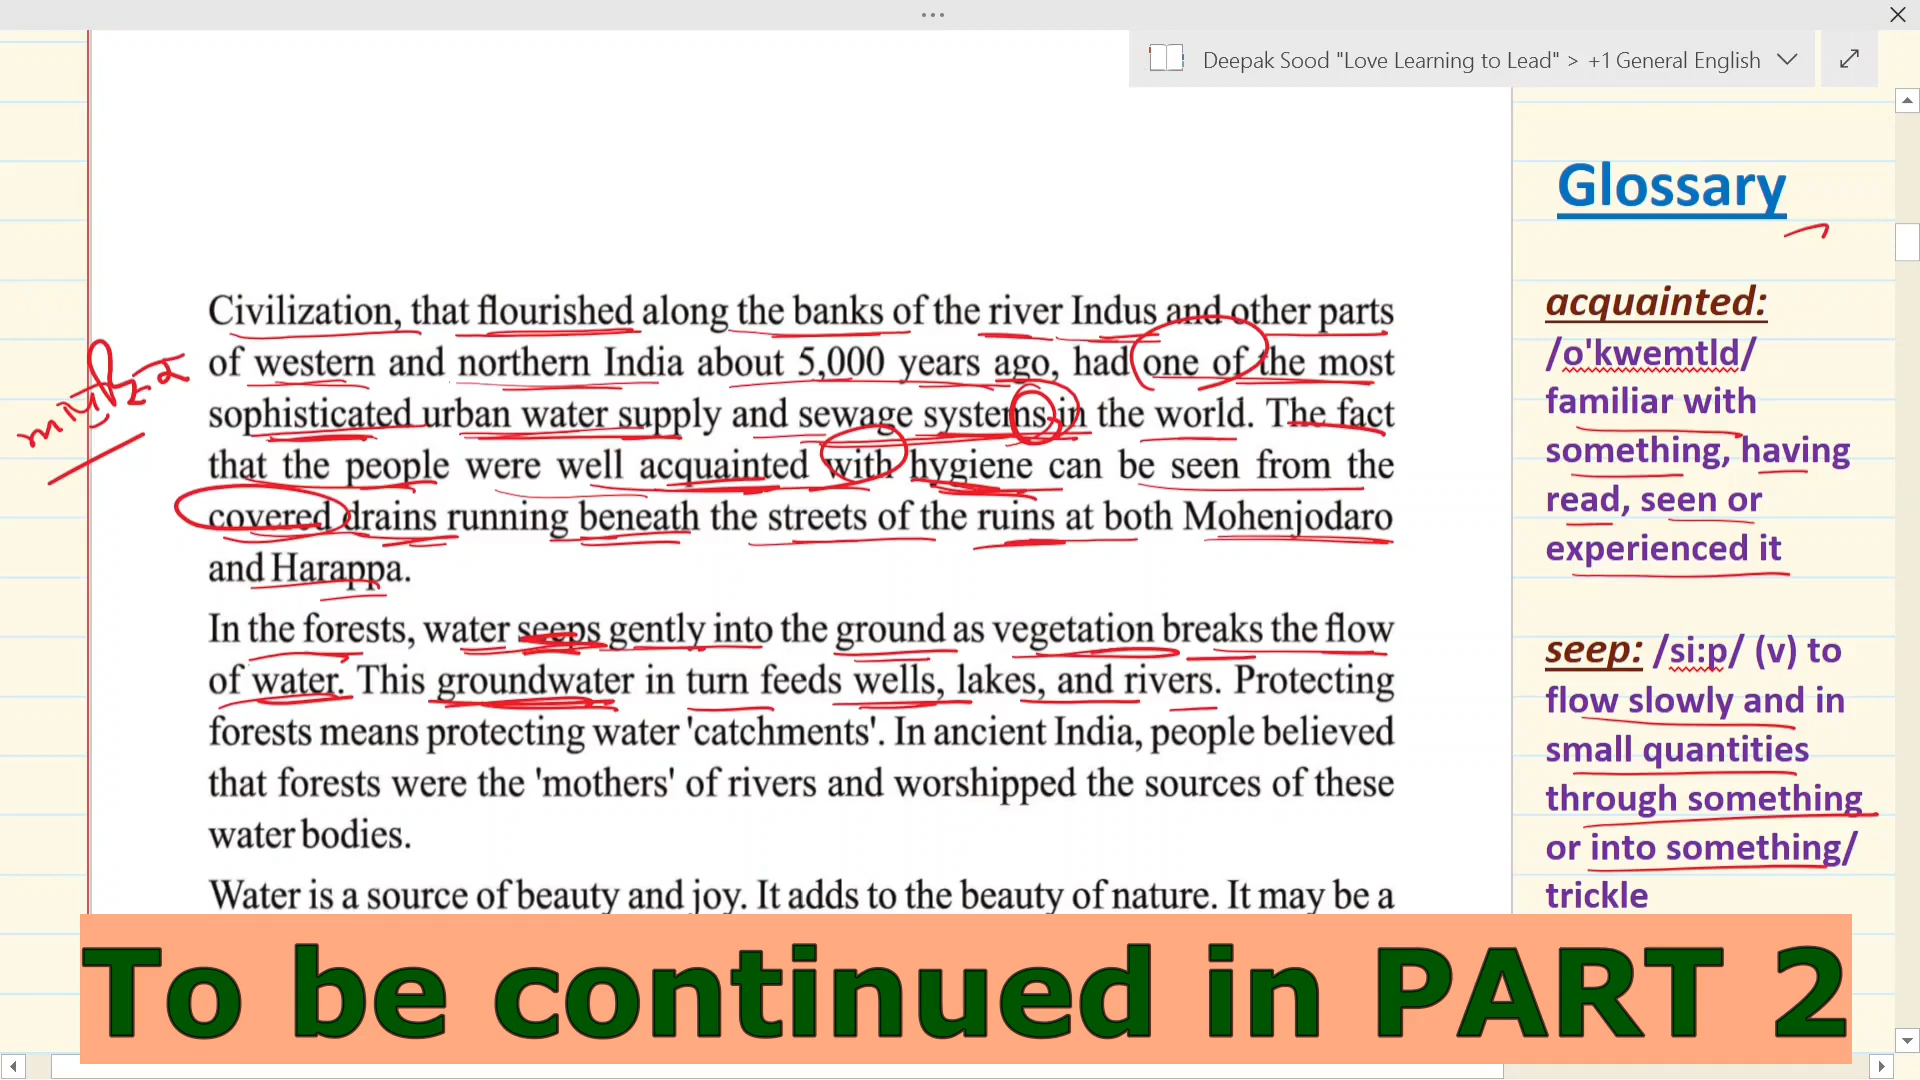 Deepak Sood "Love Learning to Lead" > +1 General English
Civilization, that flourished along the banks of the river Indus and other parts
of western and northern India about 5,000 years ago, had one of the most
sophisticated urban water supply and sewage systems in the world. The fact
that the people were well acquainted with hygiene can be seen from the
covered drains running beneath the streets of the ruins at both Mohenjodaro
and Harappa.
In the forests, water seeps gently into the ground as vegetation breaks the flow
of water. This groundwater in turn feeds wells, lakes, and rivers. Protecting
forests means protecting water 'catchments'. In ancient India, people believed
that forests were the 'mothers' of rivers and worshipped the sources of these
water bodies.
Water is a source of beauty and joy. It adds to the beauty of nature. It may be a
Glossary
acquainted:
/o'kwemtld/
familiar with
something, having
read, seen or
experienced it
seep: /si:p/ (v) to
flow slowly and in
small quantities
through something
or into something/
trickle
To be continued in PART 2